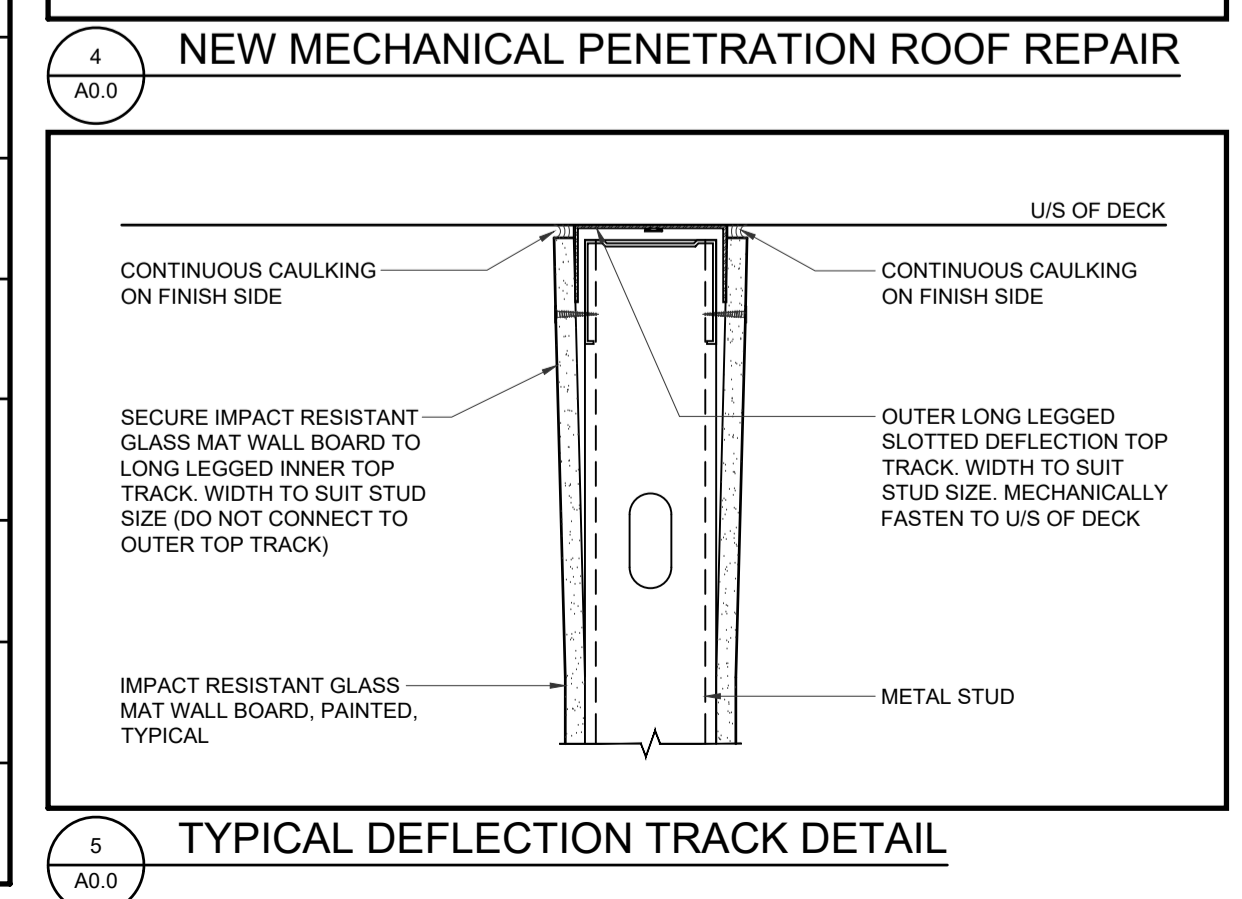 4
A0.0
NEW MECHANICAL PENETRATION ROOF REPAIR
U/S OF DECK
CONTINUOUS CAULKING
ON FINISH SIDE
CONTINUOUS CAULKING
ON FINISH SIDE
SECURE IMPACT RESISTANT
GLASS MAT WALL BOARD TO
LONG LEGGED INNER TOP
TRACK. WIDTH TO SUIT STUD
SIZE (DO NOT CONNECT TO
OUTER TOP TRACK)
OUTER LONG LEGGED
SLOTTED DEFLECTION TOP
TRACK. WIDTH TO SUIT
STUD SIZE. MECHANICALLY
FASTEN TO U/S OF DECK
IMPACT RESISTANT GLASS
MAT WALL BOARD, PAINTED,
TYPICAL
METAL STUD
5
A0.0
TYPICAL DEFLECTION TRACK DETAIL